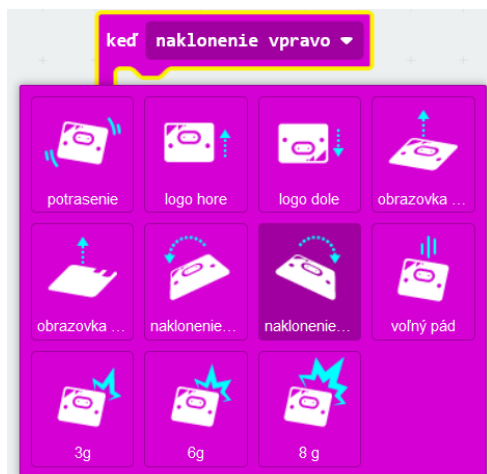 keď naklonenie vpravo
potrasenie logo hore logo dole obrazovka ...
obrazovka ... naklonenie... naklonenie... voľný pád
3g 6g 8 g